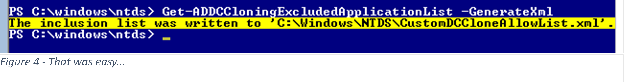 PS C:\windows\ntds> Get-ADDCCloningExcludedApplicationList -GenerateXml
The inclusion list was written to 'C:\Windows\NTDS\CustomDCCloneAllowList.xml'.
PS C:\windows\ntds> _
Figure 4 - That was easy...